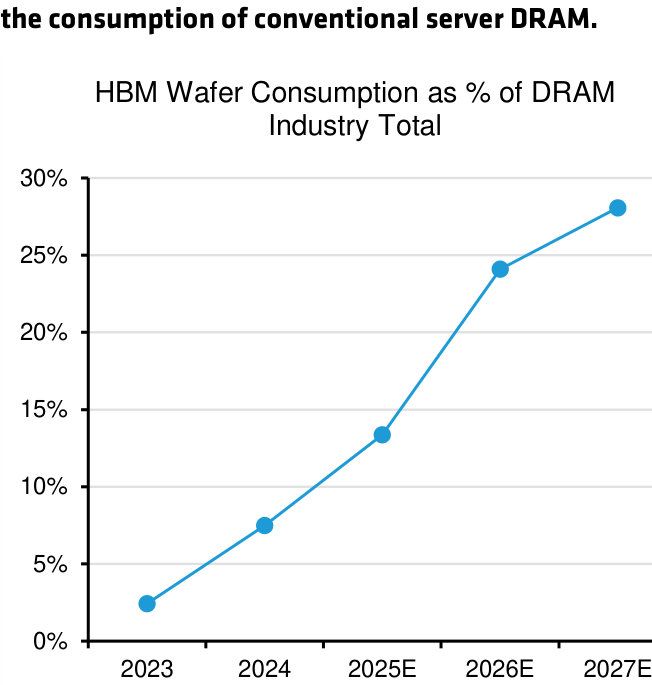 the consumption of conventional server DRAM.
HBM Wafer Consumption as % of DRAM
Industry Total
30%
25%
20%
15%
10%
5%
0%
2023 2024 2025E 2026E 2027E